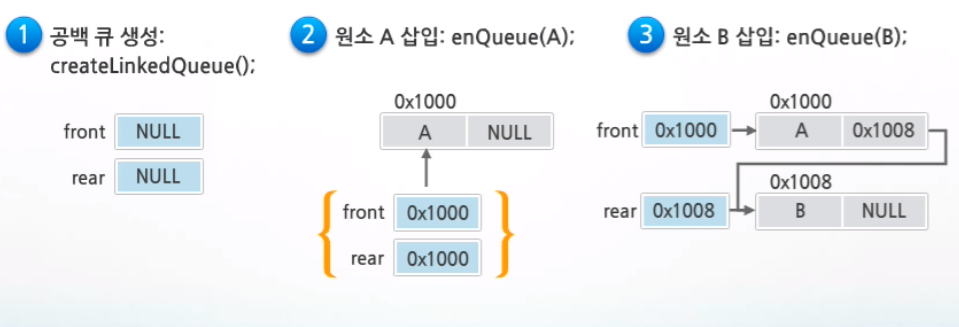 1 공백 큐 생성:
createLinkedQueue();
front NULL
rear NULL
2 원소 A 삽입: enQueue(A);
0x1000
A NULL
front 0x1000
rear 0x1000
3 원소 B 삽입: enQueue(B);
0x1000
front 0x1000 A 0x1008
0x1008
rear 0x1008 B NULL